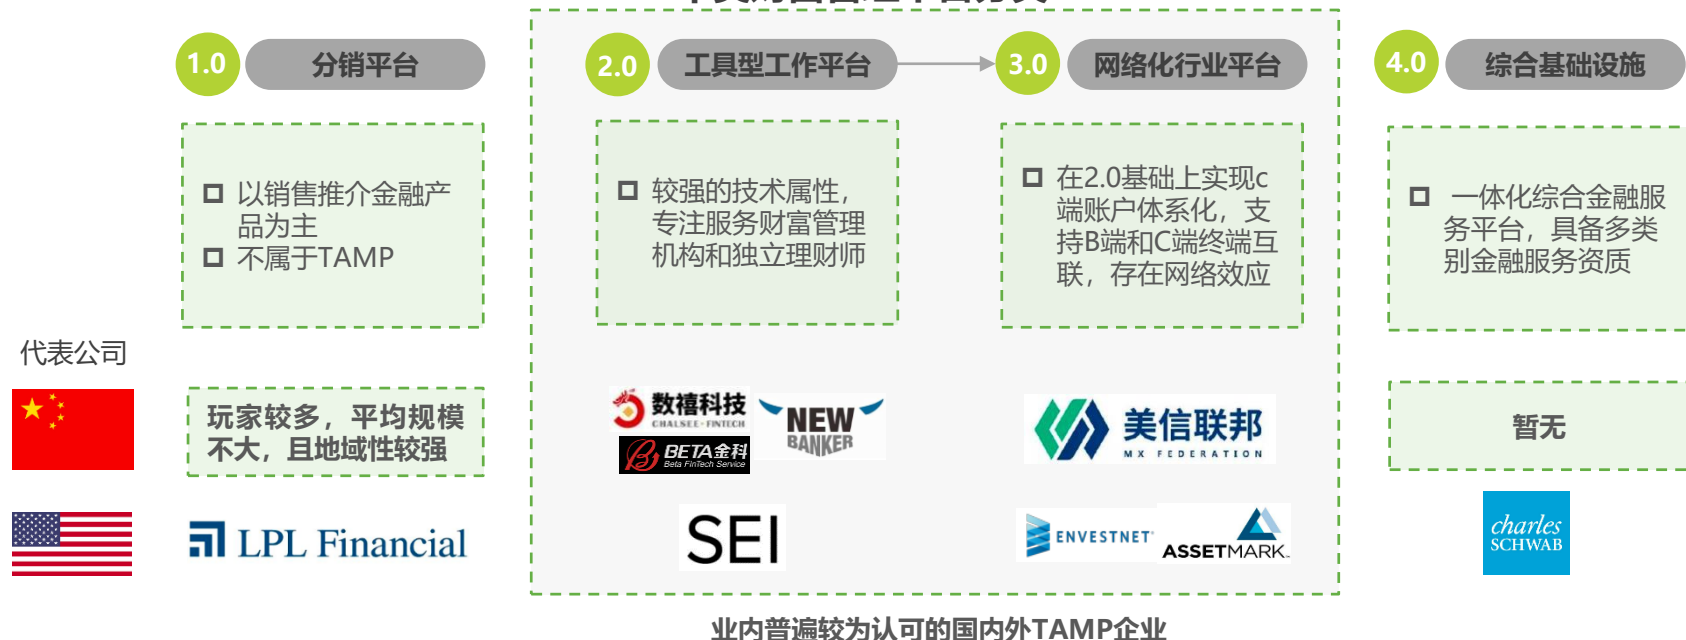 1.0 分销平台
2.0 工具型工作平台
3.0 网络化行业平台
4.0 综合基础设施
以销售推介金融产
品为主
不属于TAMP
较强的技术属性，
专注服务财富管理
机构和独立理财师
在2.0基础上实现c
端账户体系化，支
持B端和C端终端互
联，存在网络效应
一体化综合金融服
务平台，具备多类
别金融服务资质
代表公司
玩家较多，平均规模
不大，且地域性较强
数禧科技
CHALSEE·FINTECH
BETA金科
Beta FinTech Service
NEW
BANKER
美信联邦
MX FEDERATION
暂无
LPL Financial
SEI
ENVESTNET
ASSETMARK
charles
SCHWAB
业内普遍较为认可的国内外TAMP企业